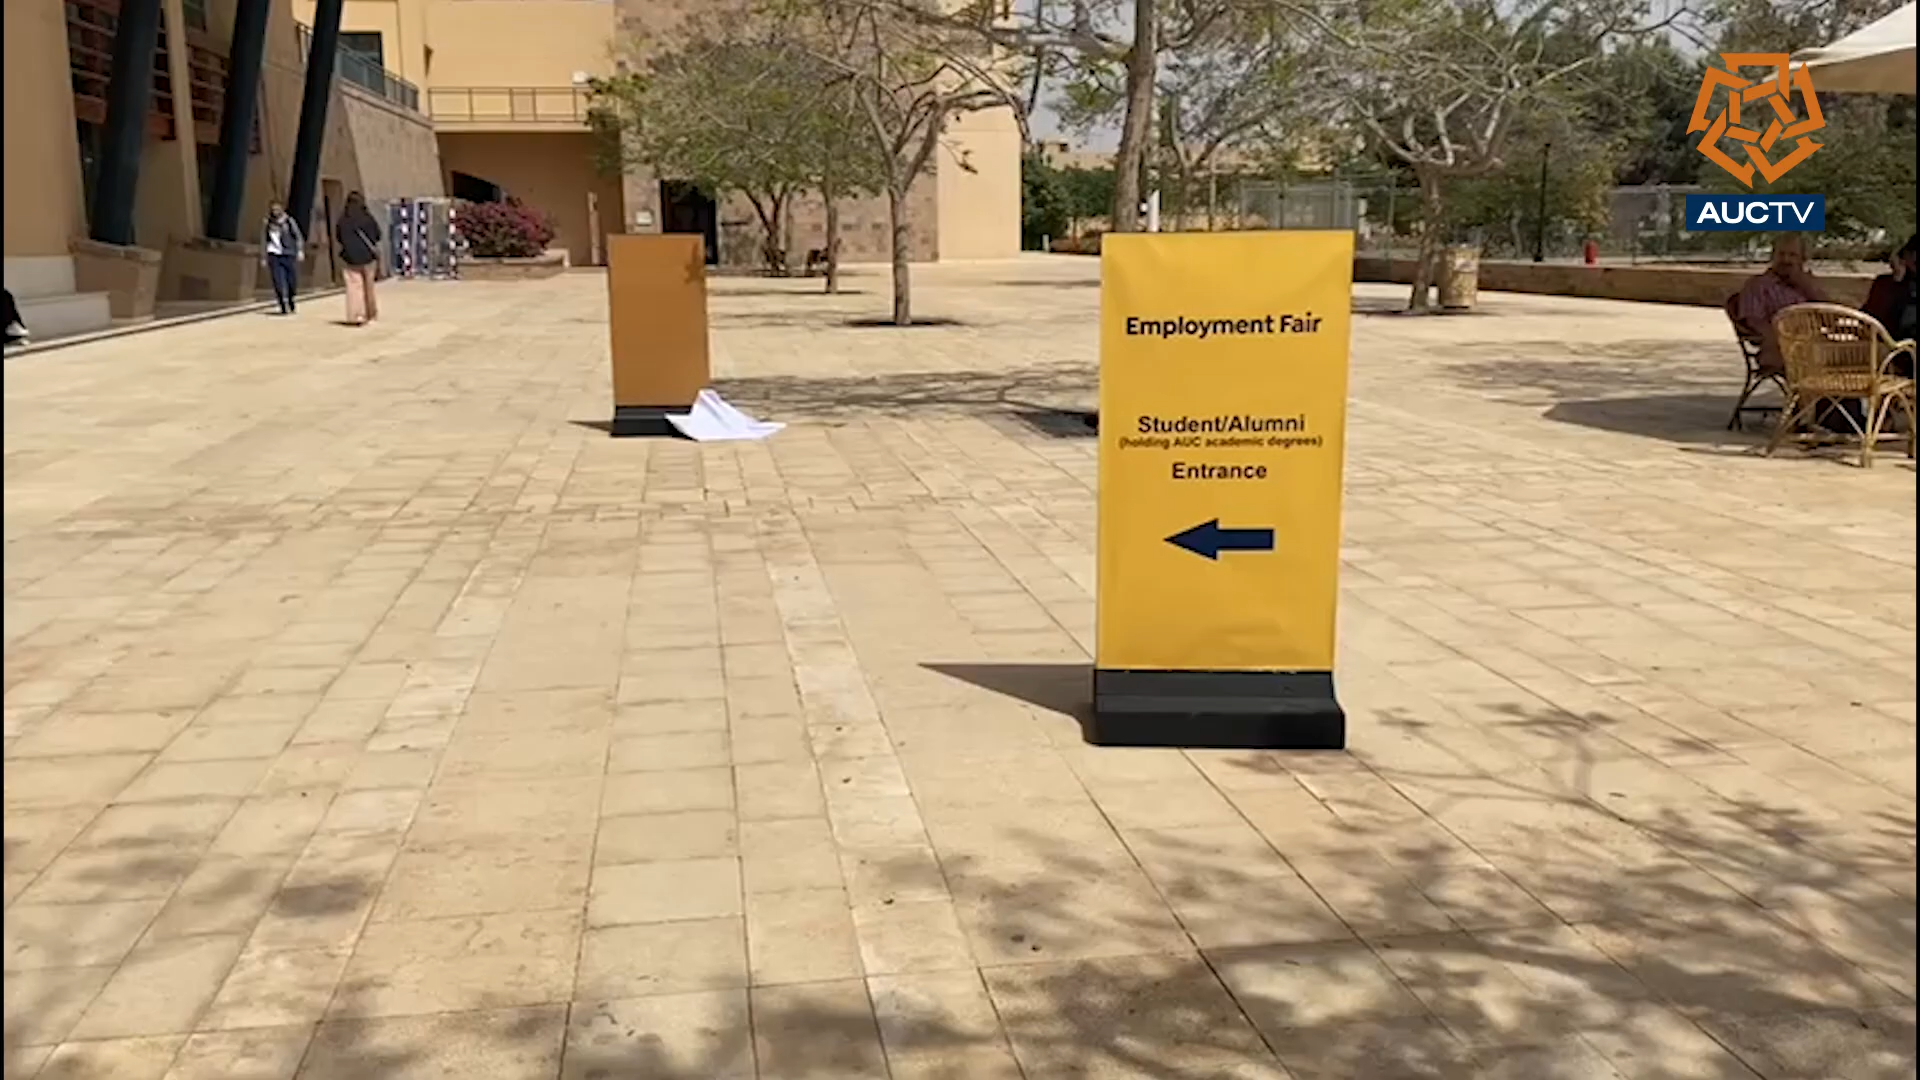 AUCTV
Employment Fair
Student/Alumni
(holding AUC academic degrees)
Entrance